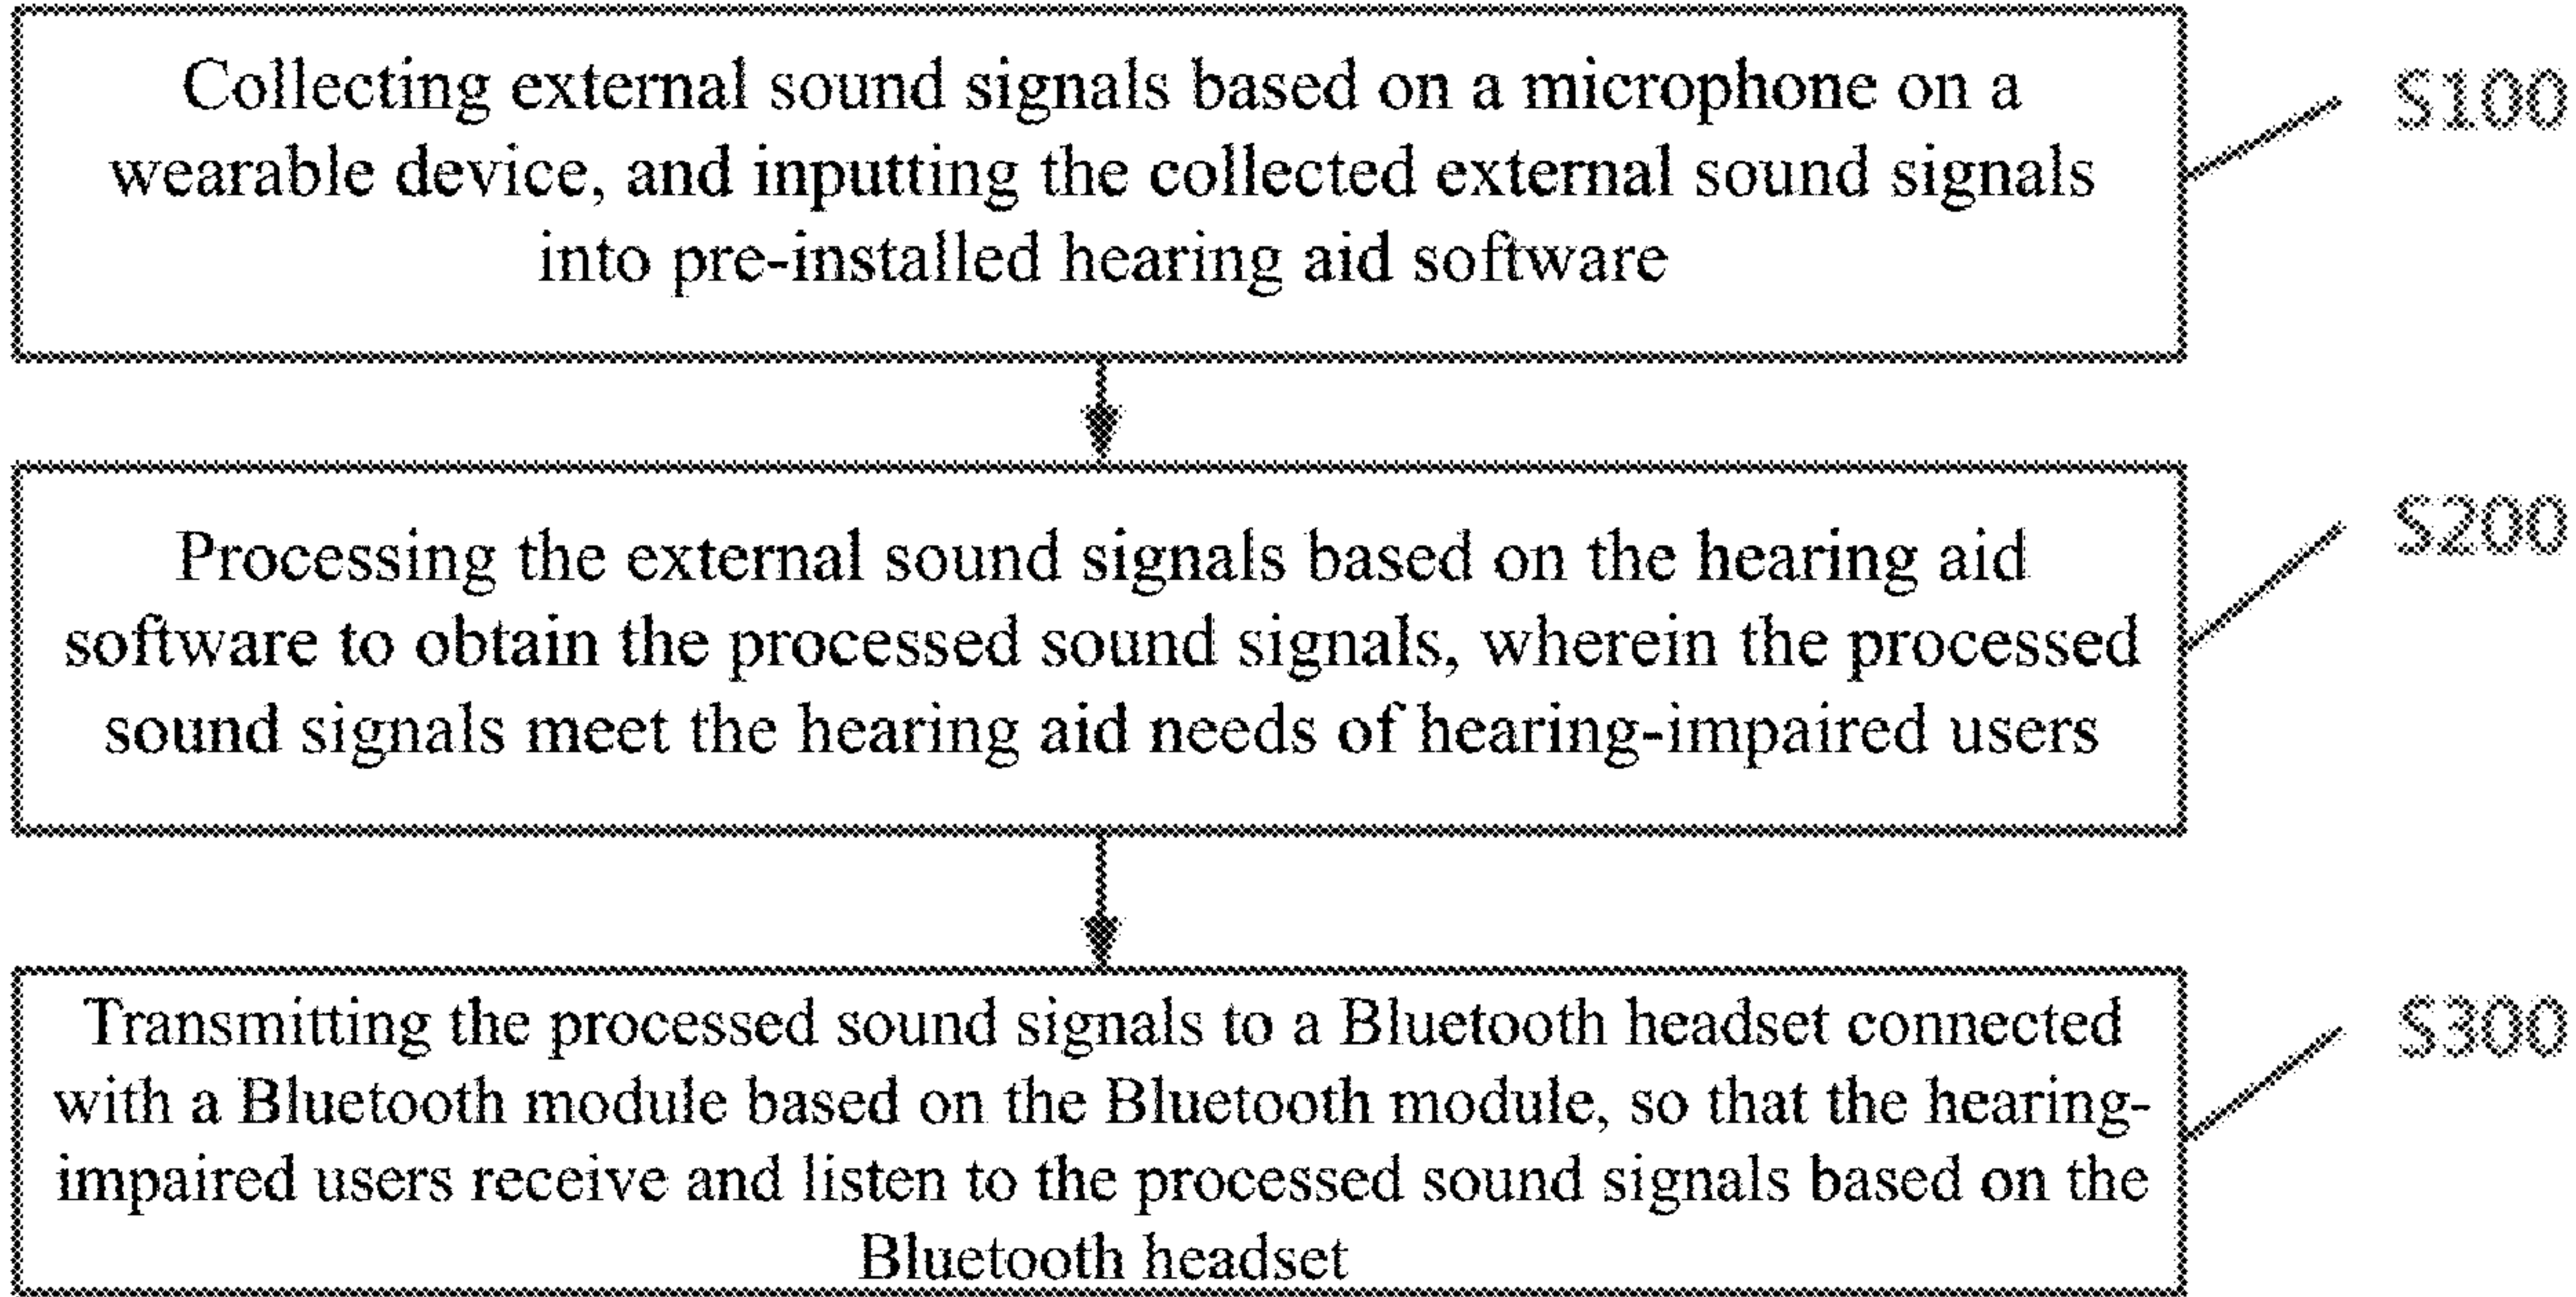 Collecting external sound signals based on a microphone on a
wearable device, and inputting the collected external sound signals
into pre-installed hearing aid software
S100
Processing the external sound signals based on the hearing aid
software to obtain the processed sound signals, wherein the processed
sound signals meet the hearing aid needs of hearing-impaired users
S200
Transmitting the processed sound signals to a Bluetooth headset connected
with a Bluetooth module based on the Bluetooth module, so that the hearing-
impaired users receive and listen to the processed sound signals based on the
Bluetooth headset
S300